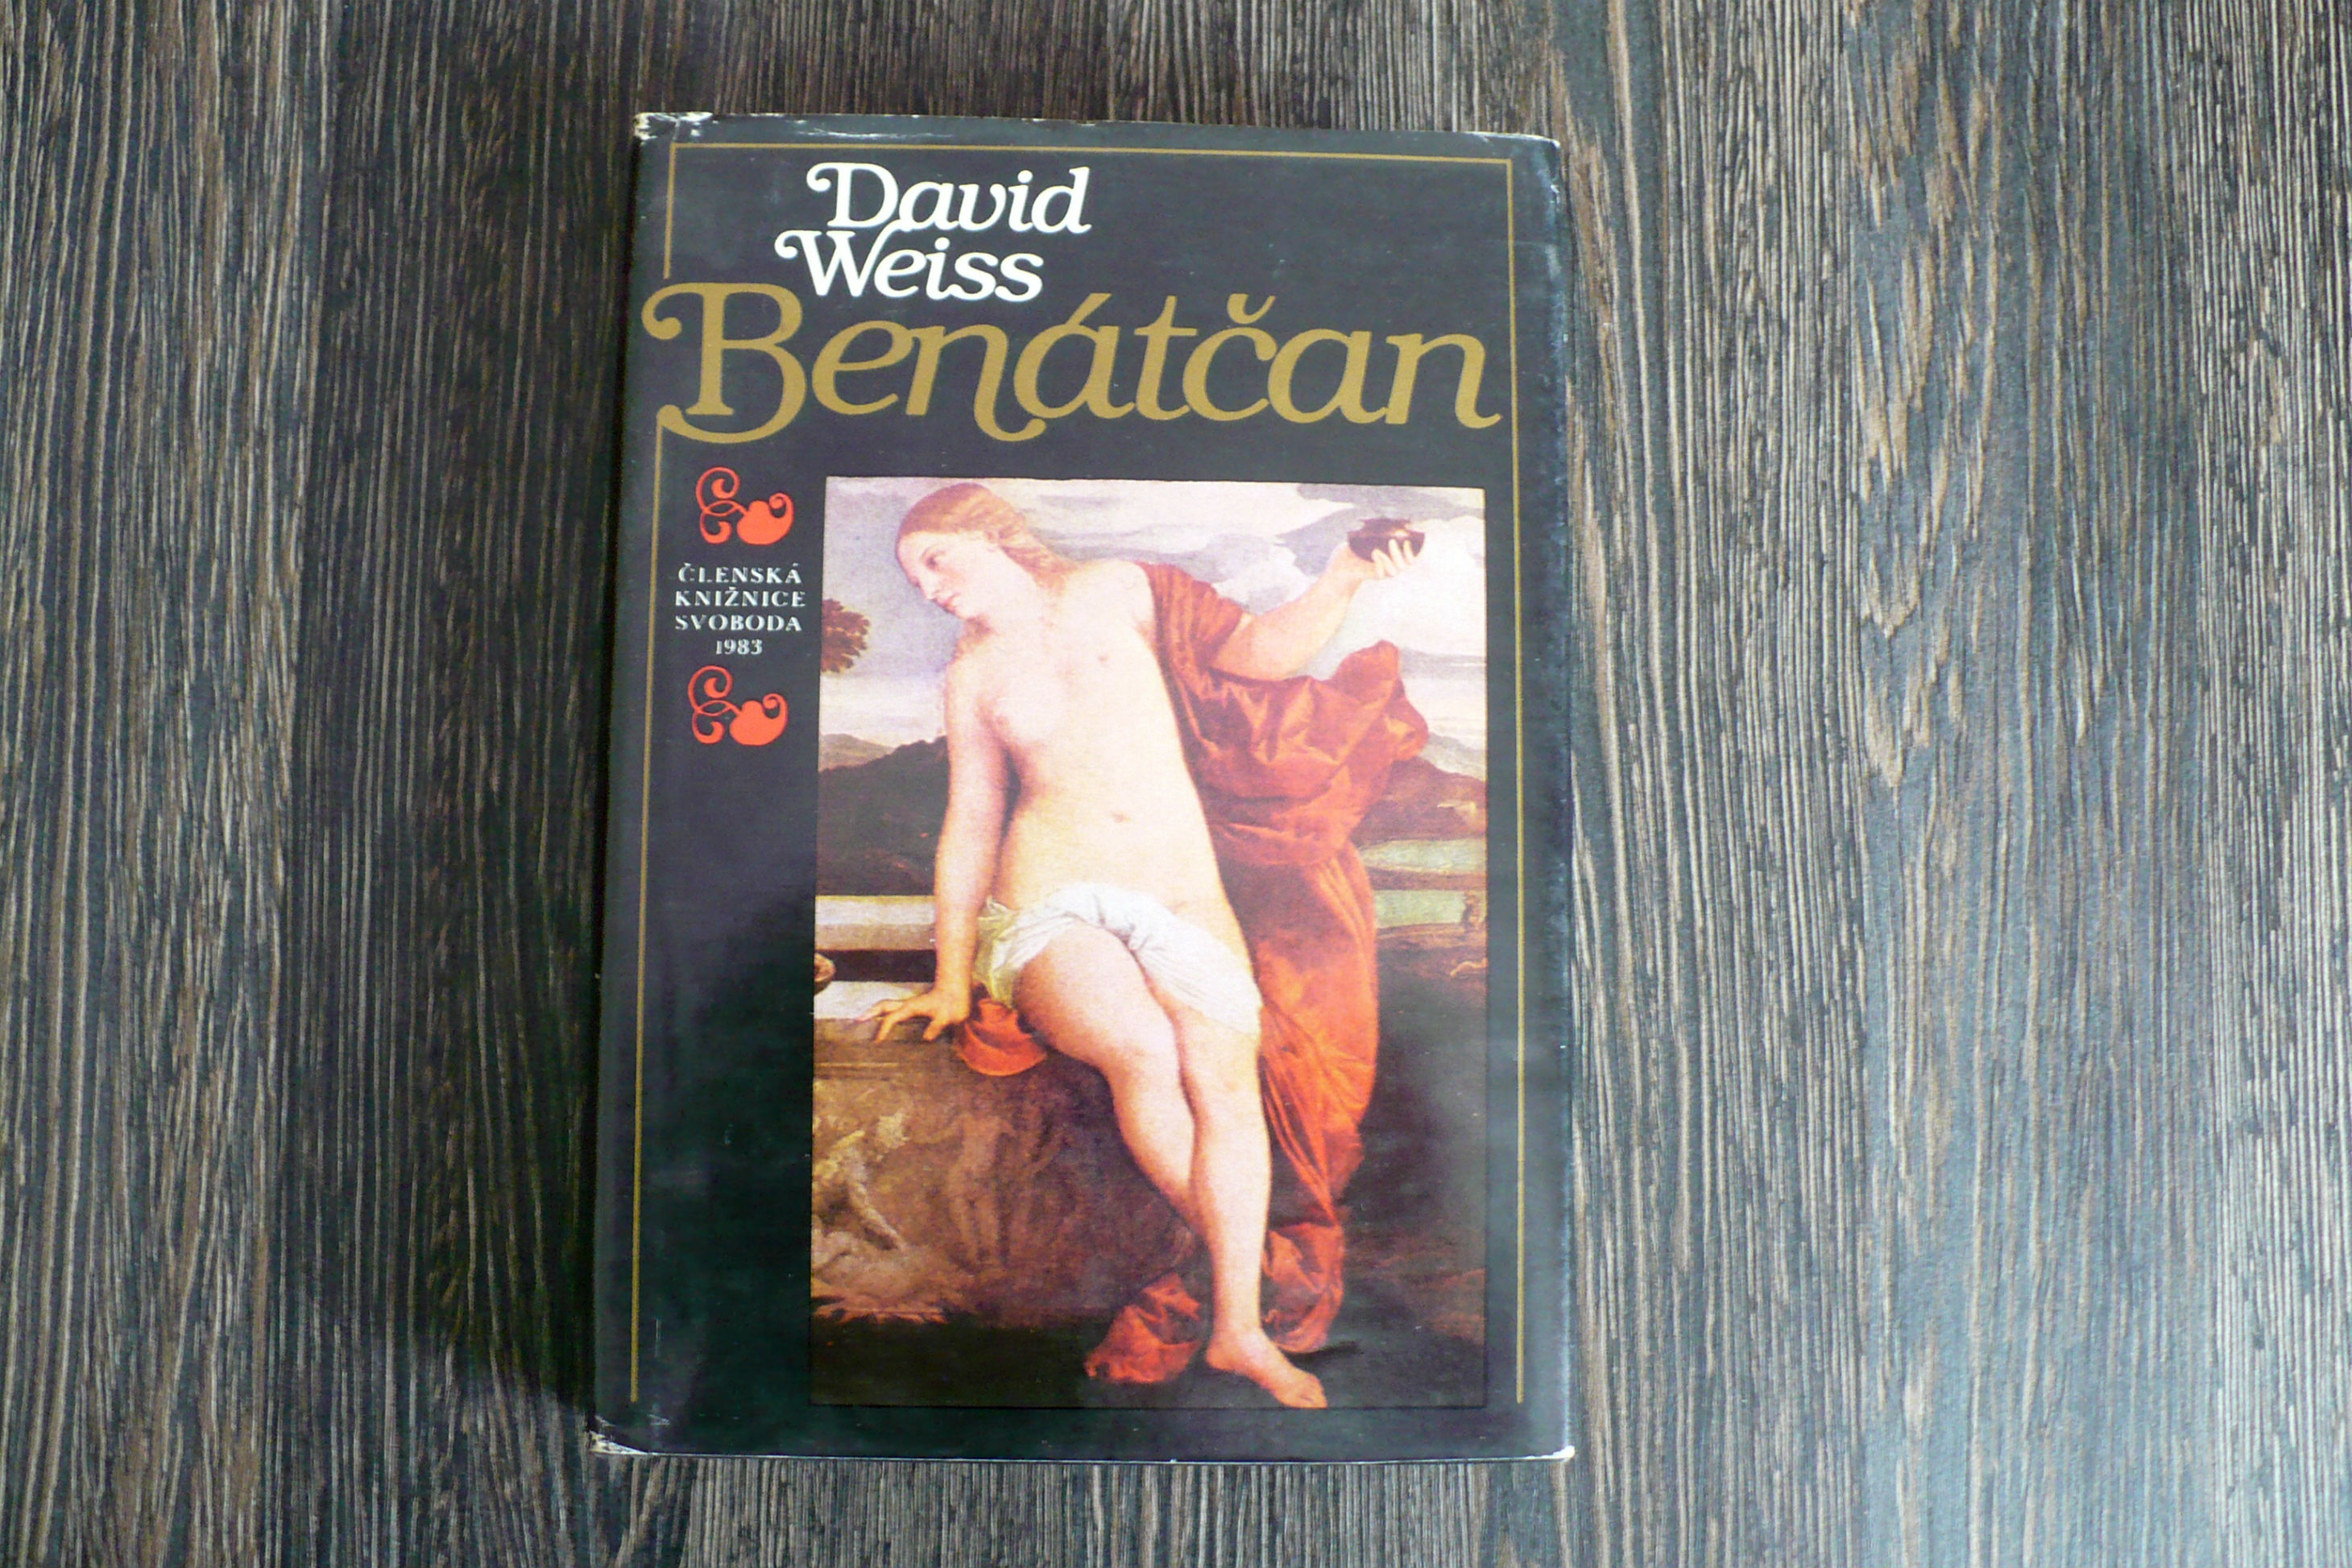 David
Weiss
Benátčan
ČLENSKÁ
KNIŽNICE
SVOBODA
1983